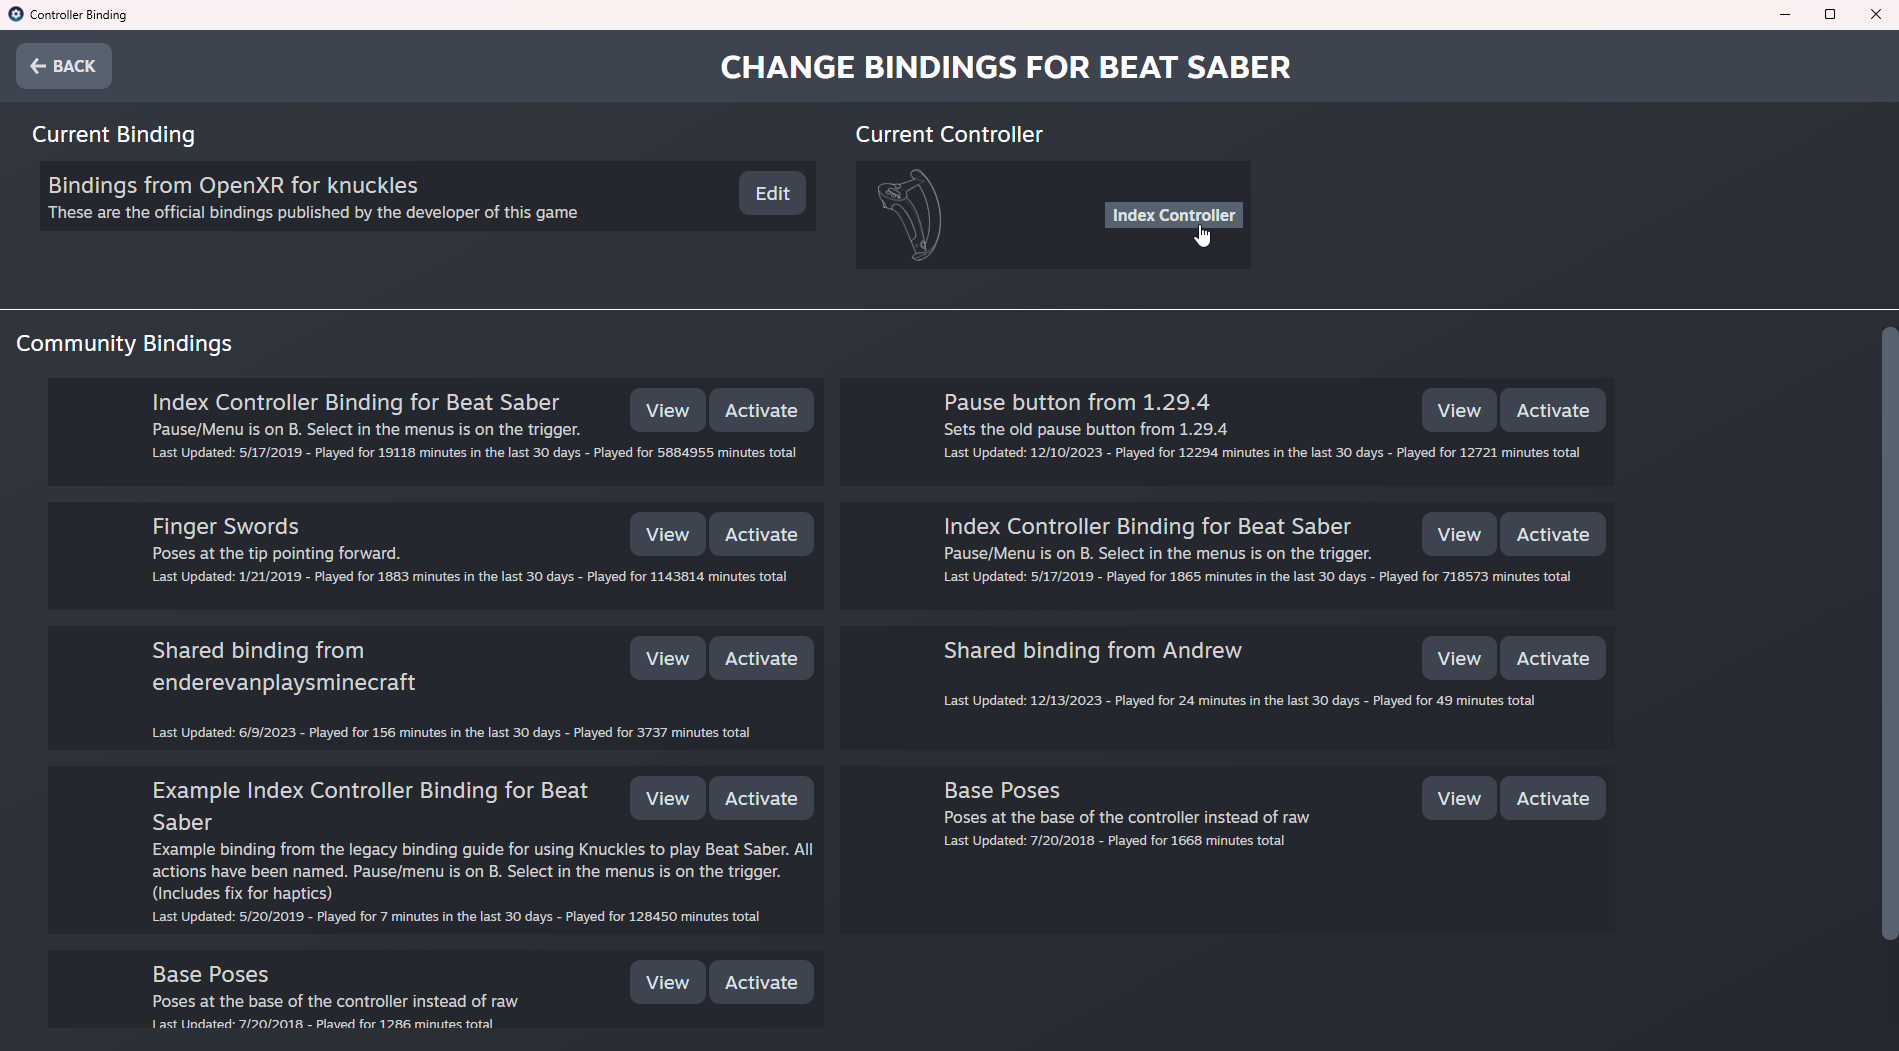 Controller Binding
BACK
CHANGE BINDINGS FOR BEAT SABER
Current Binding
Bindings from OpenXR for knuckles
These are the official bindings published by the developer of this game
Edit
Current Controller
Index Controller
Community Bindings
Index Controller Binding for Beat Saber
Pause/Menu is on B. Select in the menus is on the trigger.
Last Updated: 5/17/2019 - Played for 19118 minutes in the last 30 days - Played for 5884955 minutes total
View
Activate
Pause button from 1.29.4
Sets the old pause button from 1.29.4
Last Updated: 12/10/2023 - Played for 12294 minutes in the last 30 days - Played for 12721 minutes total
View
Activate
Finger Swords
Poses at the tip pointing forward.
Last Updated: 1/21/2019 - Played for 1883 minutes in the last 30 days - Played for 1143814 minutes total
View
Activate
Index Controller Binding for Beat Saber
Pause/Menu is on B. Select in the menus is on the trigger.
Last Updated: 5/17/2019 - Played for 1865 minutes in the last 30 days - Played for 718573 minutes total
View
Activate
Shared binding from
enderevanplaysminecraft
Last Updated: 6/9/2023 - Played for 156 minutes in the last 30 days - Played for 3737 minutes total
View
Activate
Shared binding from Andrew
Last Updated: 12/13/2023 - Played for 24 minutes in the last 30 days - Played for 49 minutes total
View
Activate
Example Index Controller Binding for Beat
Saber
Example binding from the legacy binding guide for using Knuckles to play Beat Saber. All
actions have been named. Pause/menu is on B. Select in the menus is on the trigger.
(Includes fix for haptics)
Last Updated: 5/20/2019 - Played for 7 minutes in the last 30 days - Played for 128450 minutes total
View
Activate
Base Poses
Poses at the base of the controller instead of raw
Last Updated: 7/20/2018 - Played for 1668 minutes total
View
Activate
Base Poses
Poses at the base of the controller instead of raw
Last Updated: 7/20/2018 - Played for 1286 minutes total
View
Activate